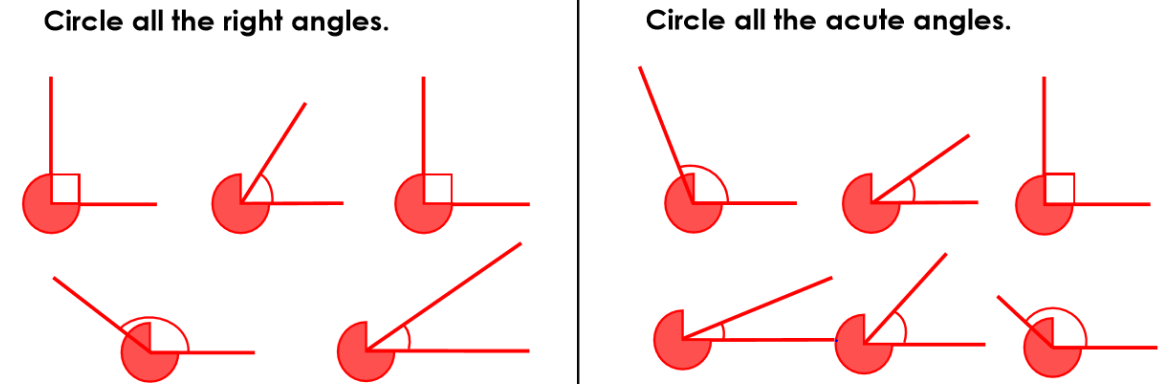 Circle all the right angles.
Circle all the acute angles.